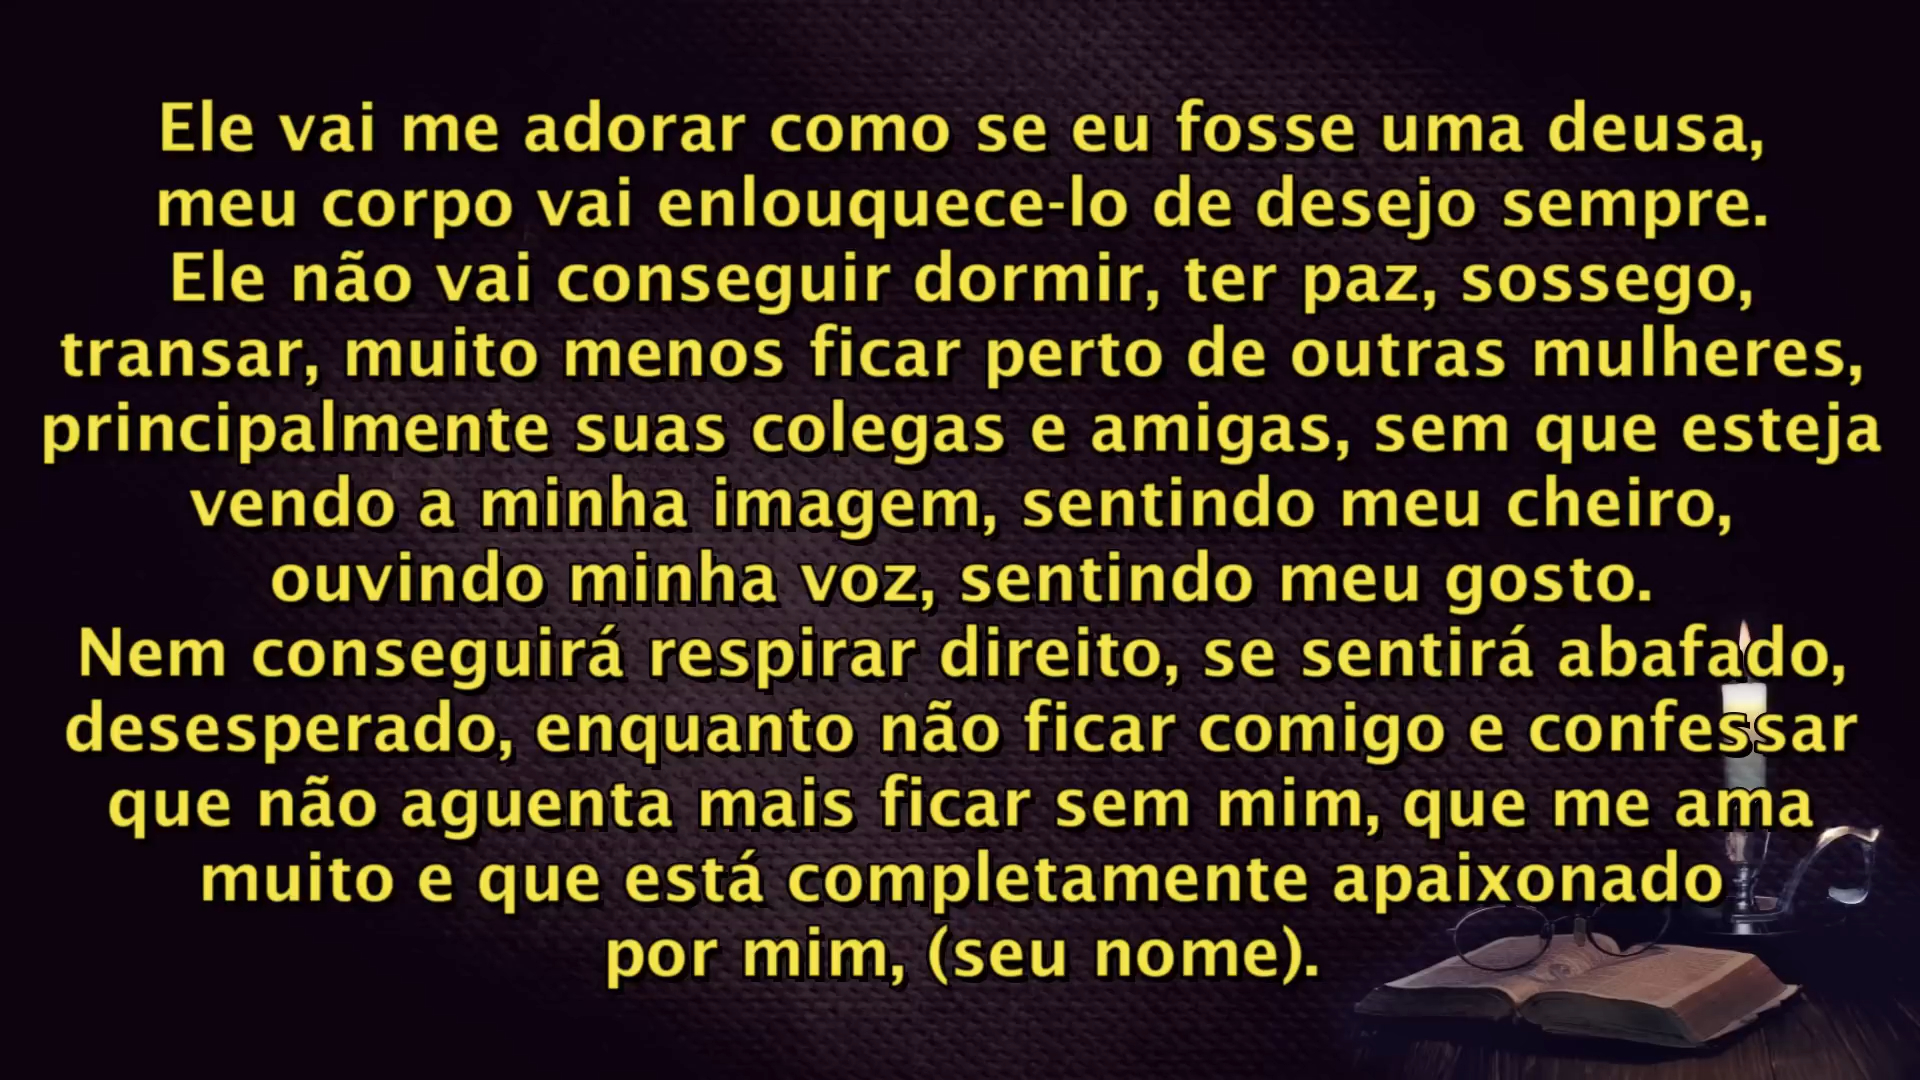 Ele vai me adorar como se eu fosse uma deusa,
meu corpo vai enlouquece-lo de desejo sempre.
Ele não vai conseguir dormir, ter paz, sossego,
transar, muito menos ficar perto de outras mulheres,
principalmente suas colegas e amigas, sem que esteja
vendo a minha imagem, sentindo meu cheiro,
ouvindo minha voz, sentindo meu gosto.
Nem conseguirá respirar direito, se sentirá abafado,
desesperado, enquanto não ficar comigo e confessar
que não aguenta mais ficar sem mim, que me ama
muito e que está completamente apaixonado
por mim, (seu nome).